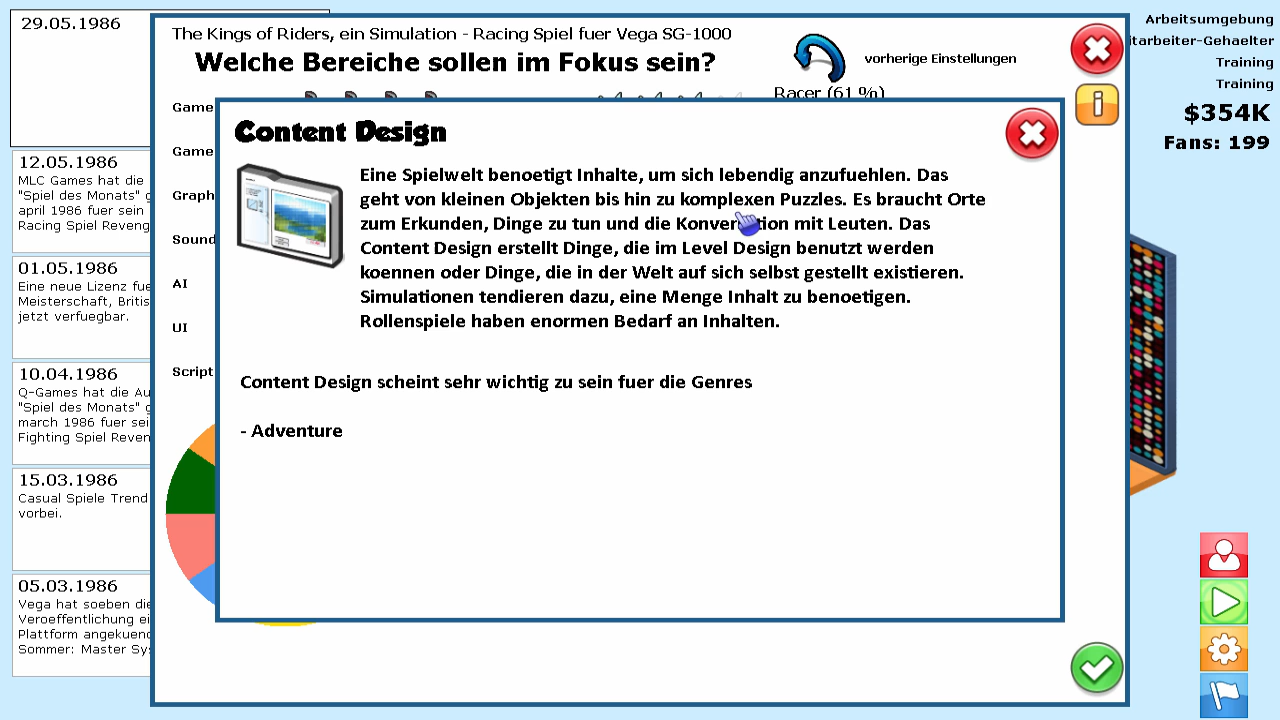 29.05.1986
12.05.1986
MLC Games hat die
"Spiel des Monats" g
april 1986 fuer sein
Racing Spiel Reveng
01.05.1986
Eine neue Lizenz fue
Meisterschaft, Britis
jetzt verfuegbar.
10.04.1986
Q-Games hat die Au
"Spiel des Monats" g
march 1986 fuer sei
Fighting Spiel Reven
15.03.1986
Casual Spiele Trend
vorbei.
05.03.1986
Vega hat soeben die
Veroeffentlichung ei
Plattform angekuend
Sommer: Master Sys
The Kings of Riders, ein Simulation - Racing Spiel fuer Vega SG-1000
Welche Bereiche sollen im Fokus sein?
vorherige Einstellungen
Racer (61 %)
Game
Game
Graph
Sound
AI
UI
Script
Content Design
Eine Spielwelt benoetigt Inhalte, um sich lebendig anzufuehlen. Das
geht von kleinen Objekten bis hin zu komplexen Puzzles. Es braucht Orte
zum Erkunden, Dinge zu tun und die Konversation mit Leuten. Das
Content Design erstellt Dinge, die im Level Design benutzt werden
koennen oder Dinge, die in der Welt auf sich selbst gestellt existieren.
Simulationen tendieren dazu, eine Menge Inhalt zu benoetigen.
Rollenspiele haben enormen Bedarf an Inhalten.
Content Design scheint sehr wichtig zu sein fuer die Genres
- Adventure
Arbeitsumgebung
itarbeiter-Gehaelter
Training
Training
$354K
Fans: 199